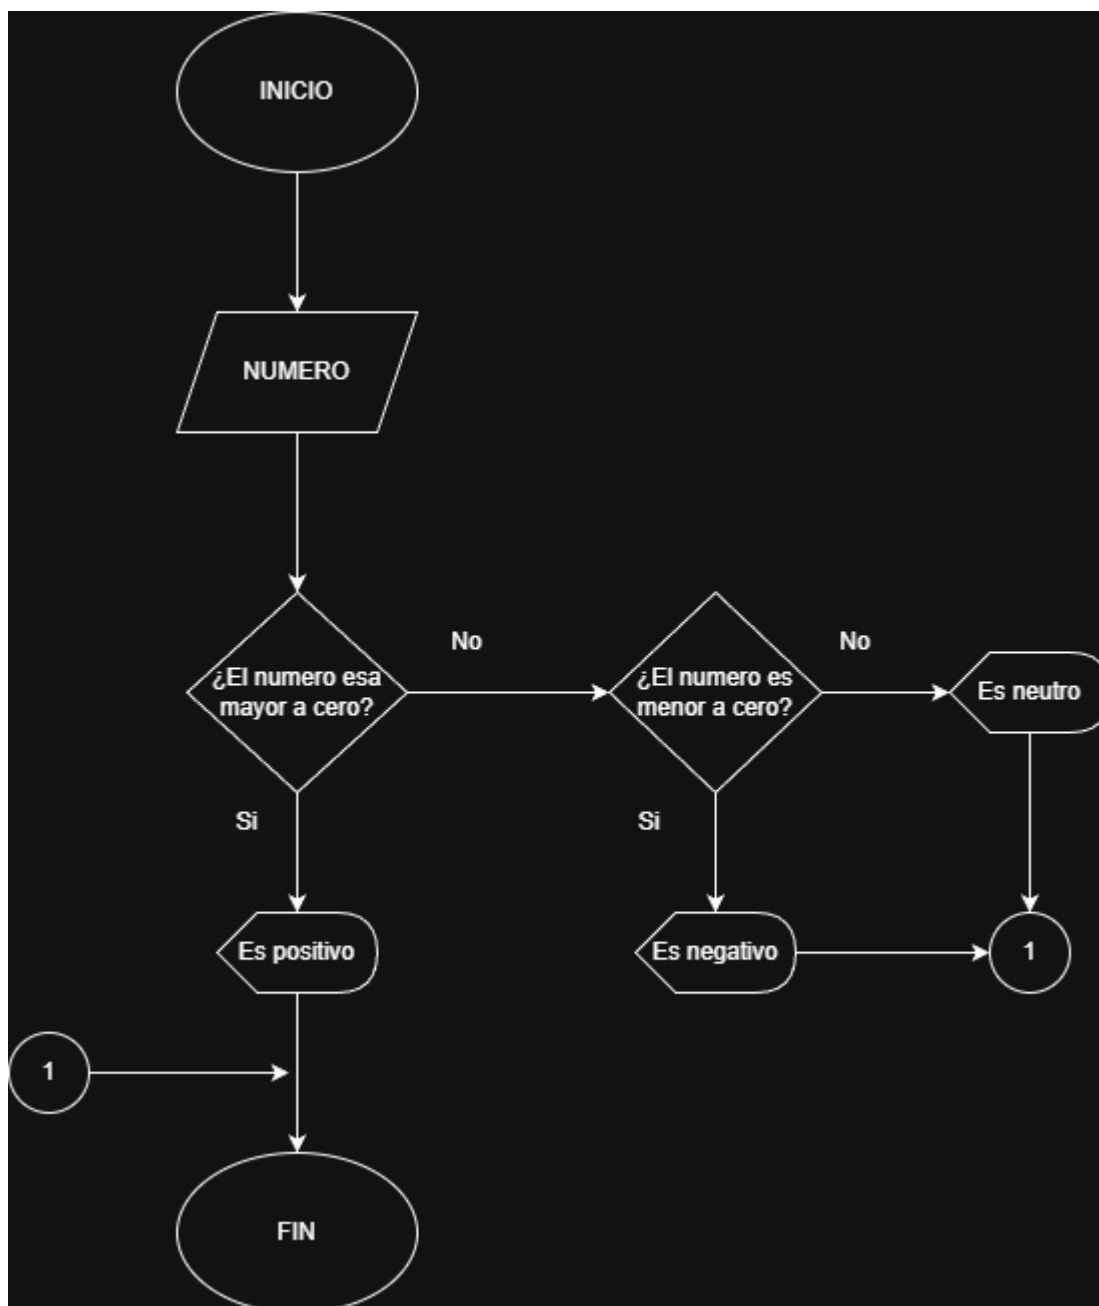 INICIO
NUMERO
¿El numero esa
mayor a cero?
No
¿El numero es
menor a cero?
No
Es neutro
Si
Si
Es positivo
Es negativo
1
1
FIN